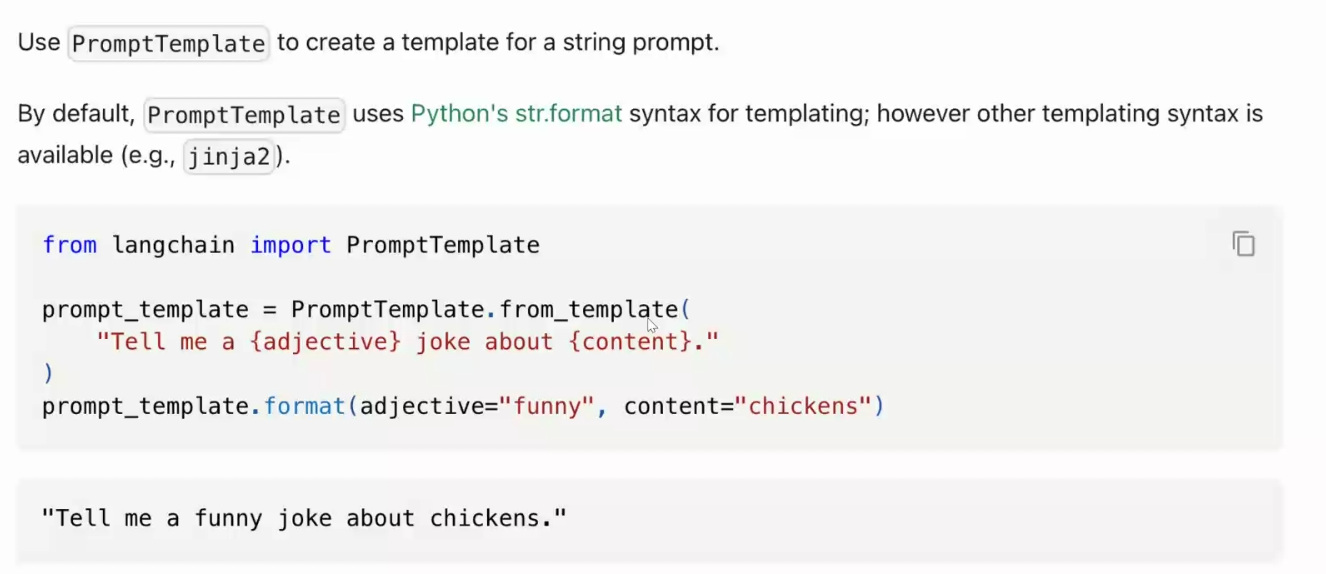 Use PromptTemplate to create a template for a string prompt.
By default, PromptTemplate uses Python's str.format syntax for templating; however other templating syntax is
available (e.g., jinja2).
from langchain import PromptTemplate
prompt_template = PromptTemplate.from_template(
    "Tell me a {adjective} joke about {content}."
)
prompt_template.format(adjective="funny", content="chickens")
"Tell me a funny joke about chickens."